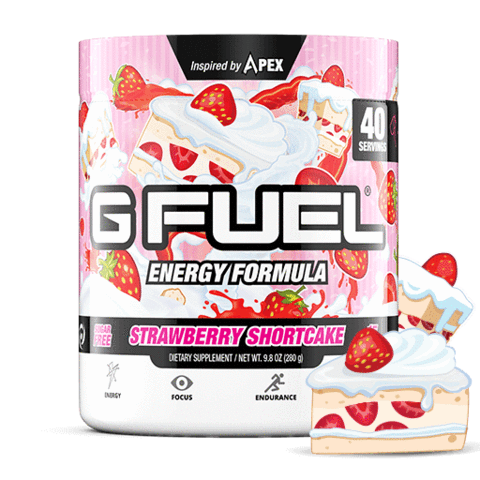 Inspired by APEX
40
SERVINGS
G FUEL®
ENERGY FORMULA
SUGAR
FREE
STRAWBERRY SHORTCAKE
DIETARY SUPPLEMENT / NET WT. 9.8 OZ (280 g)
ENERGY
FOCUS
ENDURANCE